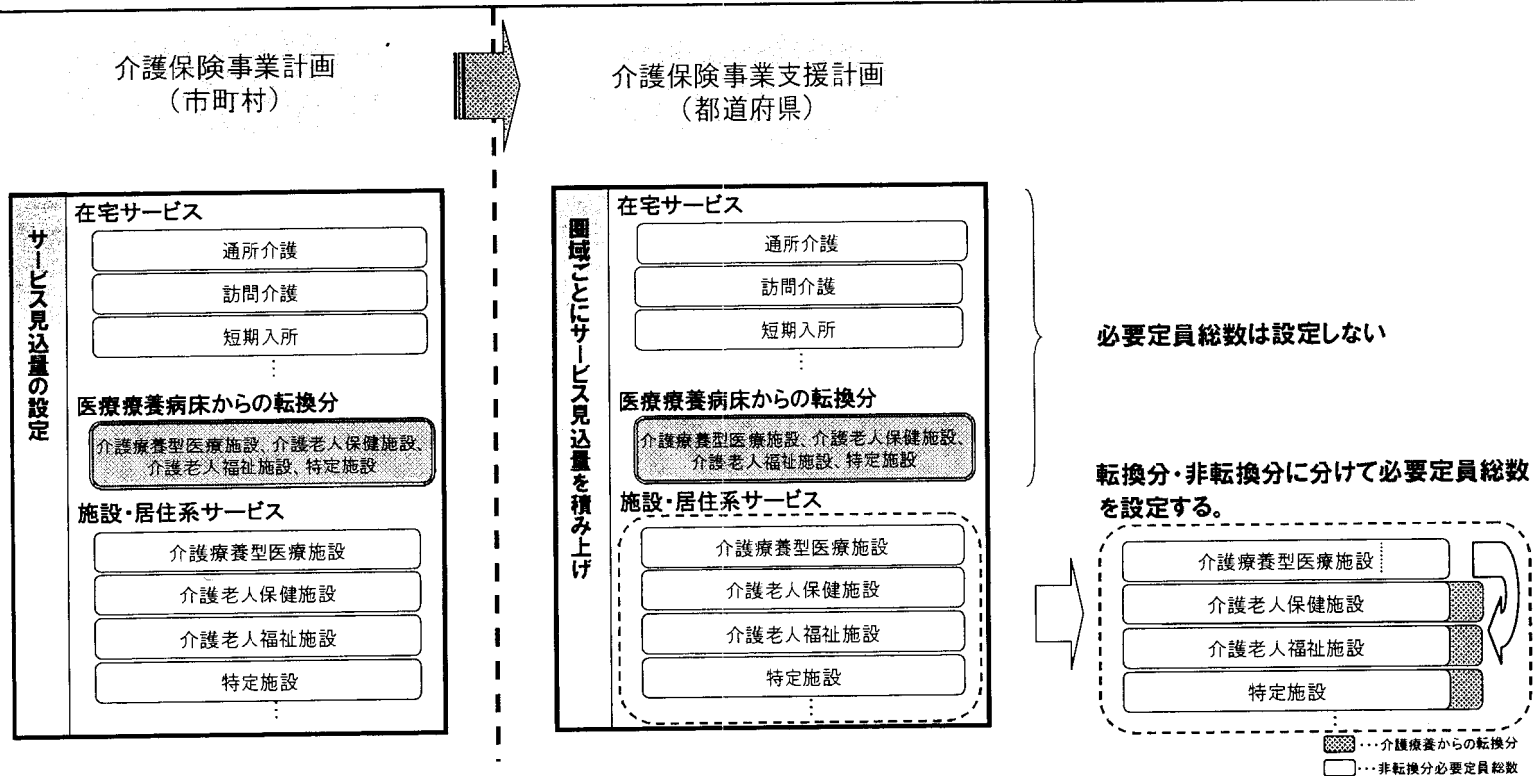 介護保険事業計画
（市町村）
サービス見込量の設定
在宅サービス
通所介護
訪問介護
短期入所
⋮
医療療養病床からの転換分
介護療養型医療施設、介護老人保健施設、
介護老人福祉施設、特定施設
施設・居住系サービス
介護療養型医療施設
介護老人保健施設
介護老人福祉施設
特定施設
⋮
介護保険事業支援計画
（都道府県）
圏域ごとにサービス見込量を積み上げ
在宅サービス
通所介護
訪問介護
短期入所
⋮
医療療養病床からの転換分
介護療養型医療施設、介護老人保健施設、
介護老人福祉施設、特定施設
施設・居住系サービス
介護療養型医療施設
介護老人保健施設
介護老人福祉施設
特定施設
⋮
必要定員総数は設定しない
転換分・非転換分に分けて必要定員総数
を設定する。
介護療養型医療施設
介護老人保健施設
介護老人福祉施設
特定施設
⋮
…介護療養からの転換分
…非転換分必要定員総数